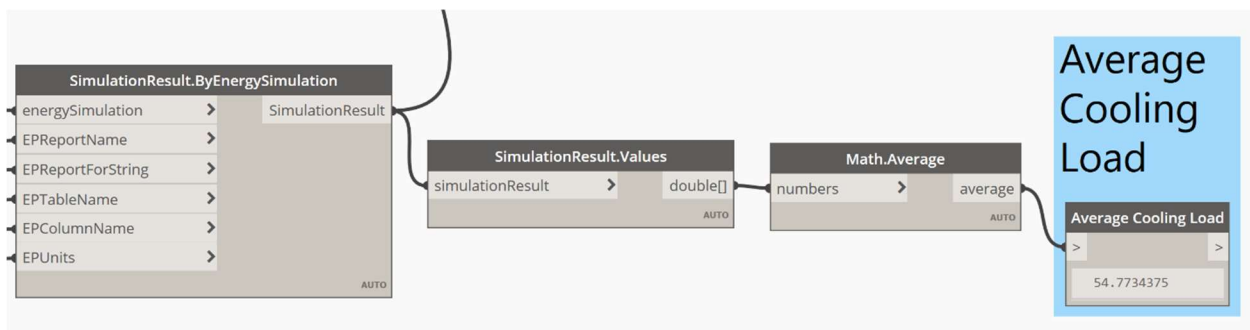 SimulationResult.ByEnergySimulation
energySimulation > SimulationResult
EPReportName >
EPReportForString >
EPTableName >
EPColumnName >
EPUnits >
AUTO
SimulationResult.Values
simulationResult > double[]
AUTO
Math.Average
numbers > average
AUTO
Average
Cooling
Load
Average Cooling Load
> >
54.7734375